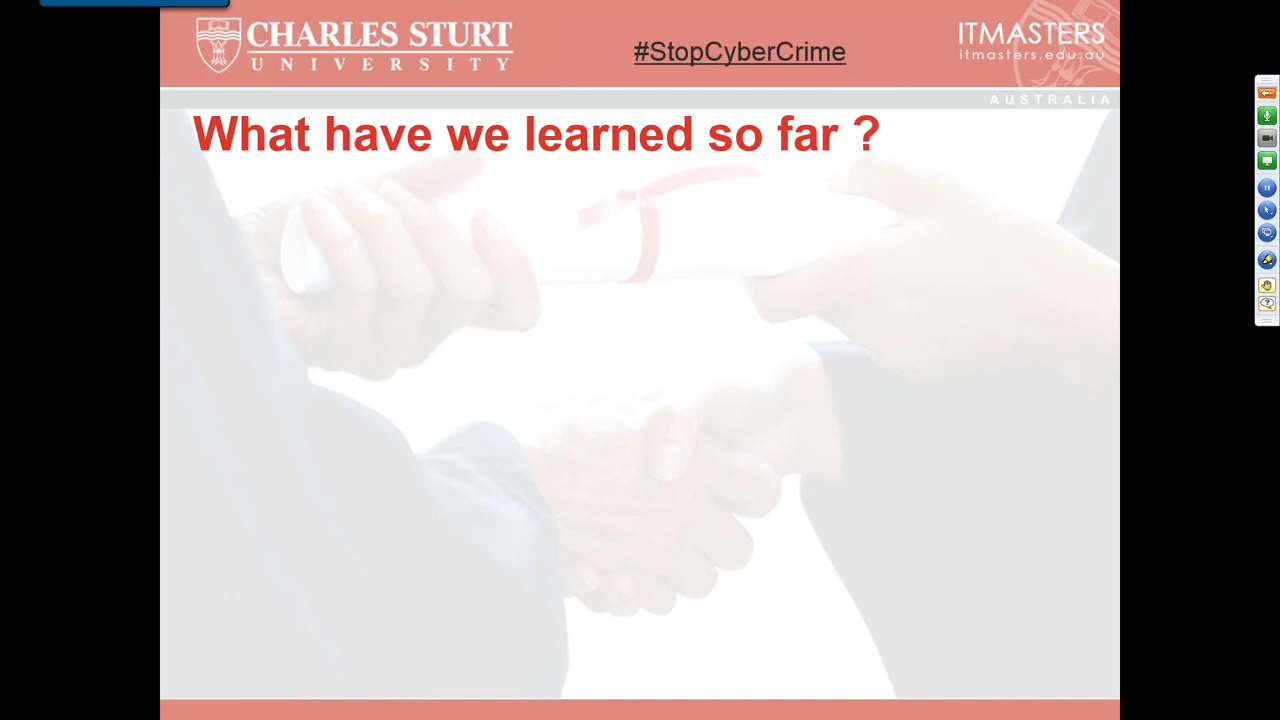 CHARLES STURT
UNIVERSITY
#StopCyberCrime
ITMASTERS
itmasters.edu.au
AUSTRALIA
What have we learned so far ?